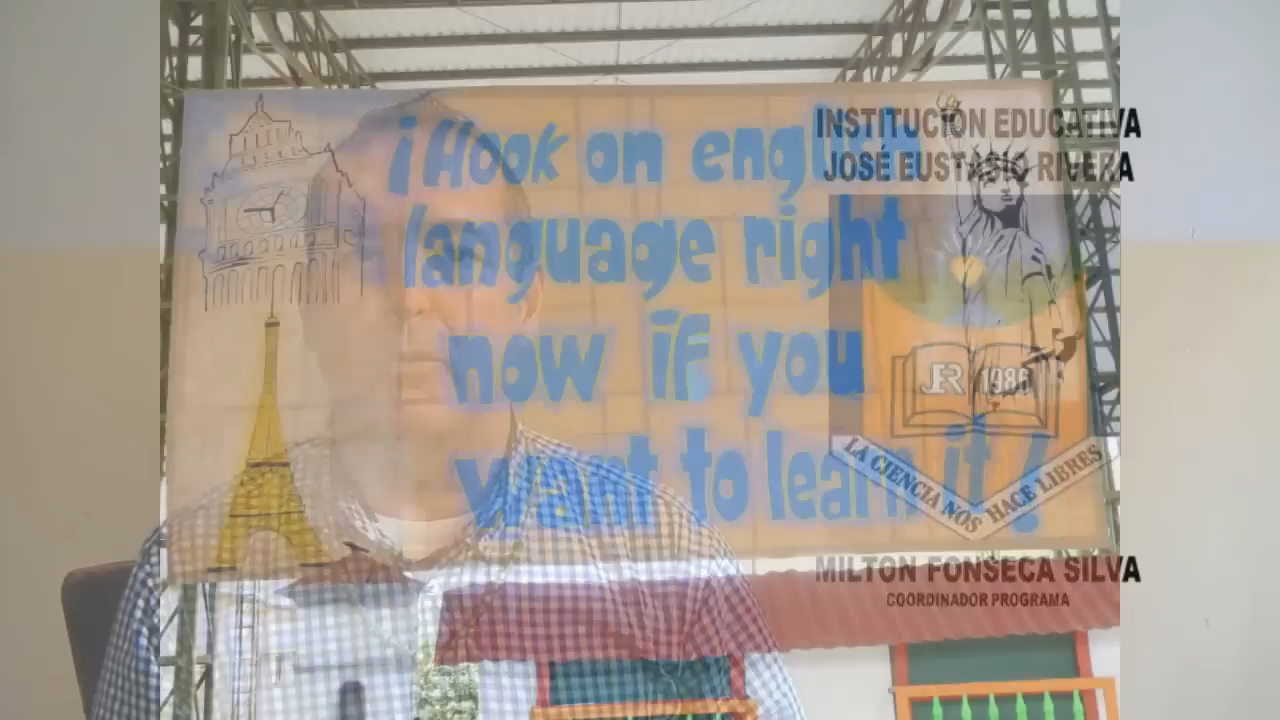 ¡Hook on english
language right
now if you
want to learn it!
INSTITUCIÓN EDUCATIVA
JOSÉ EUSTASIO RIVERA
JR 1986
LA CIENCIA NOS HACE LIBRES
MILTON FONSECA SILVA
COORDINADOR PROGRAMA